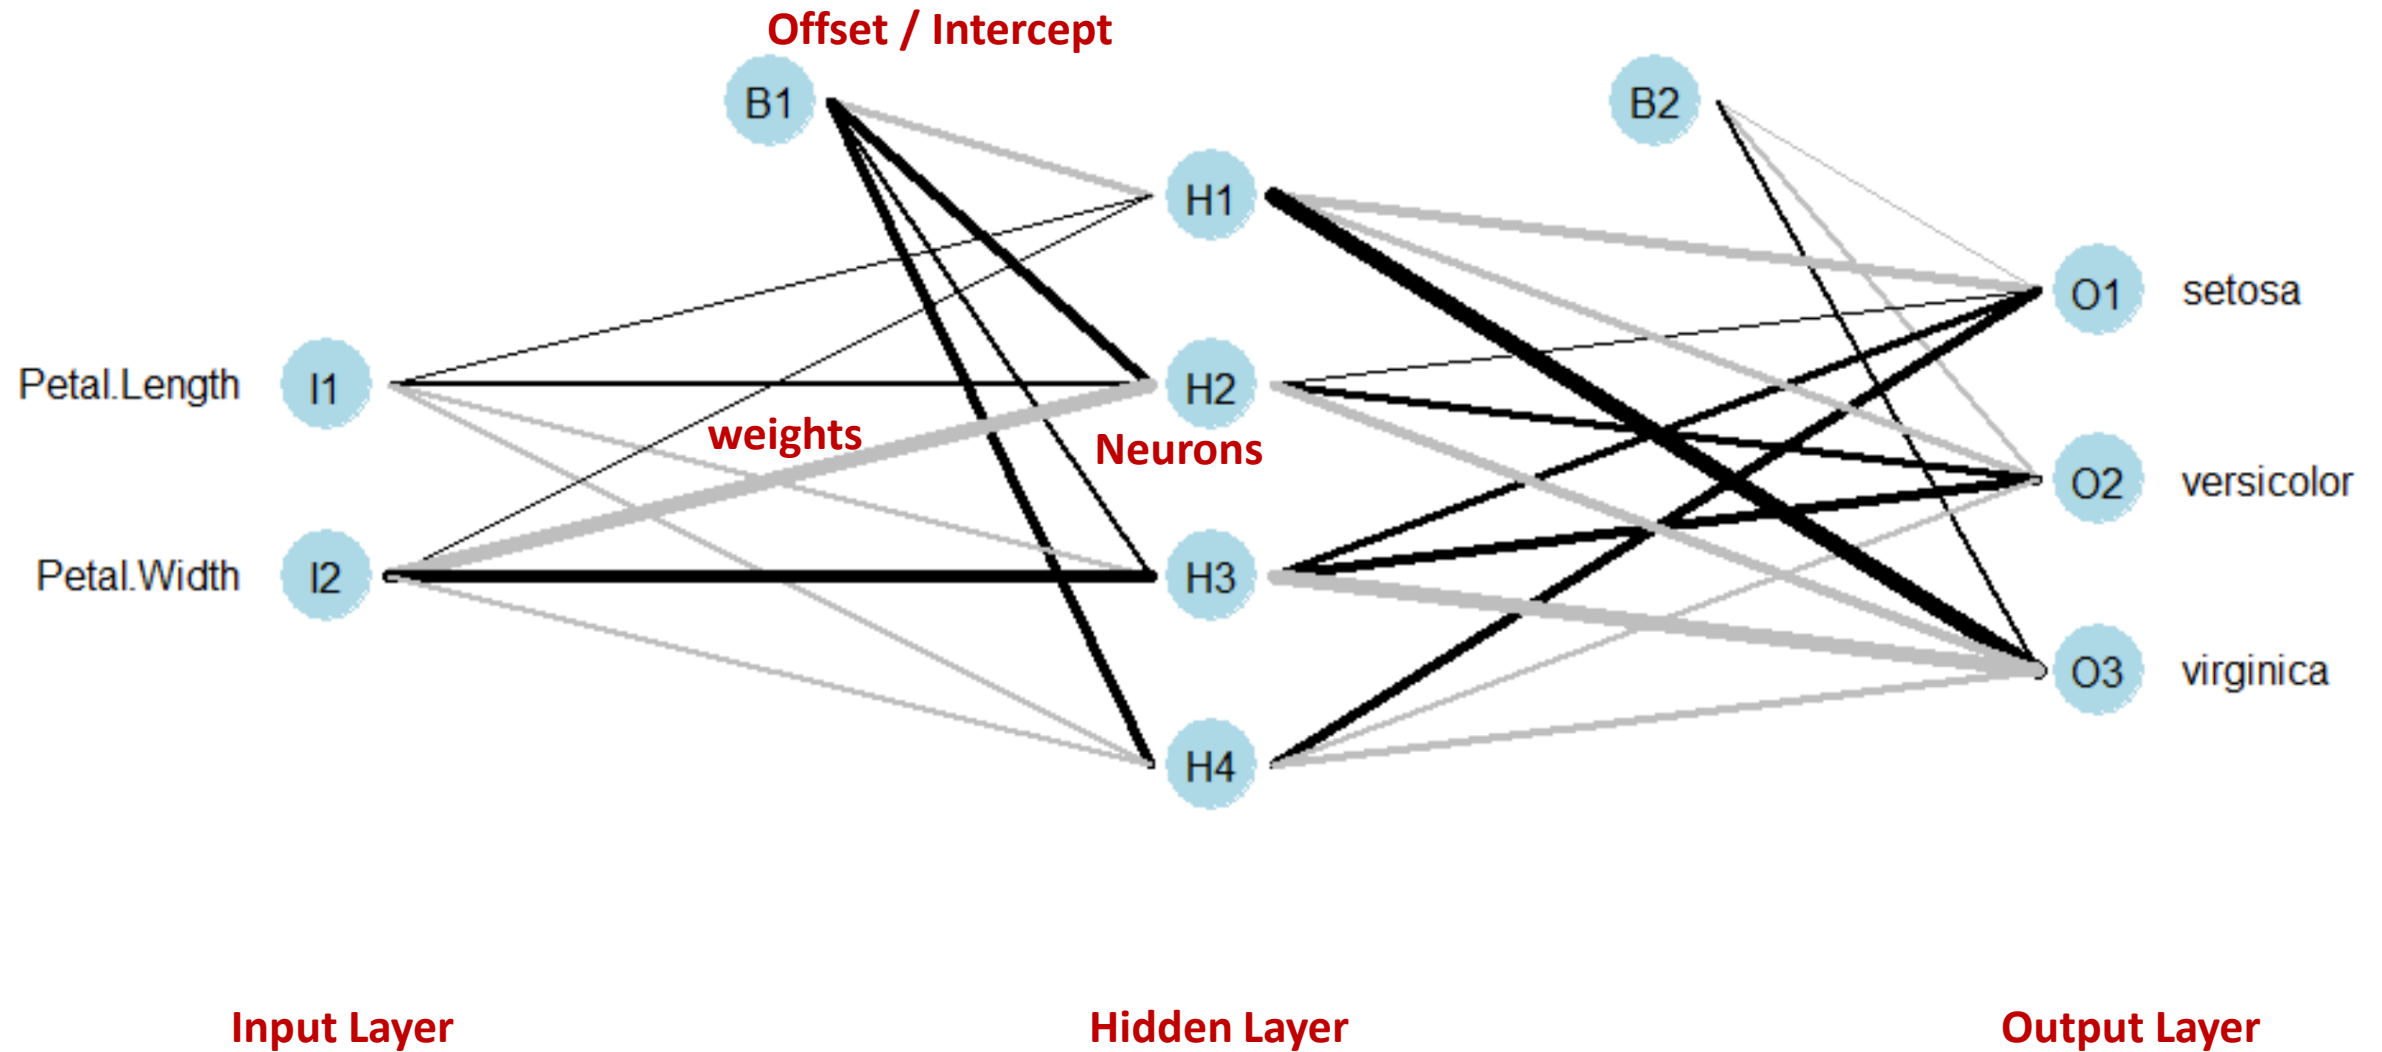 Offset / Intercept
B1
B2
H1
O1
setosa
Petal.Length
I1
H2
weights
Neurons
O2
versicolor
Petal.Width
I2
H3
O3
virginica
H4
Input Layer
Hidden Layer
Output Layer